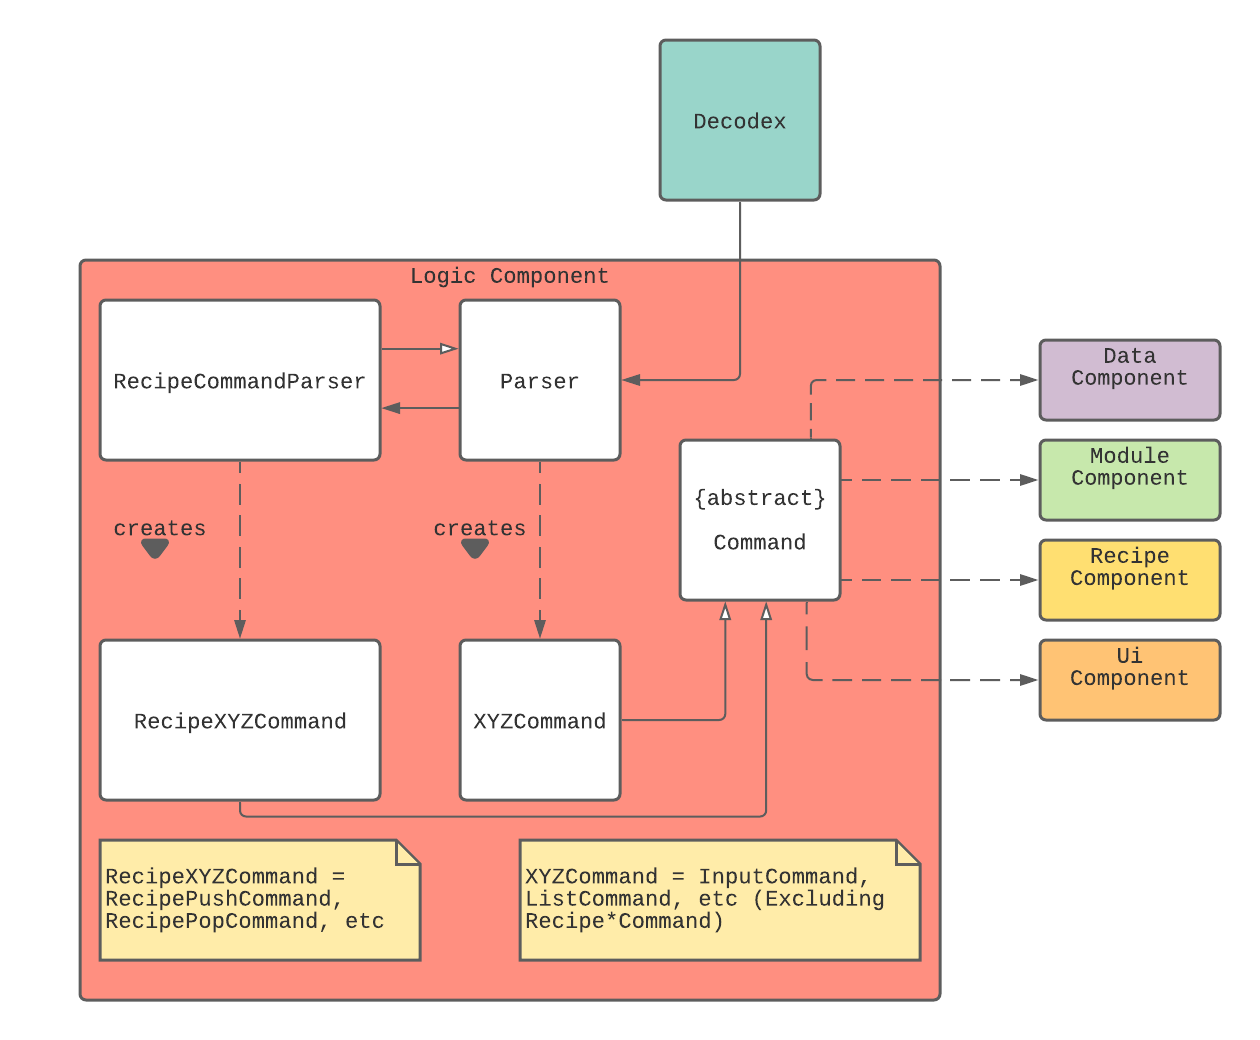 Decodex
Logic Component
RecipeCommandParser
Parser
Data
Component
{abstract}
Command
Module
Component
creates
creates
Recipe
Component
Ui
Component
RecipeXYZCommand
XYZCommand
RecipeXYZCommand =
RecipePushCommand,
RecipePopCommand, etc
XYZCommand = InputCommand,
ListCommand, etc (Excluding
Recipe*Command)